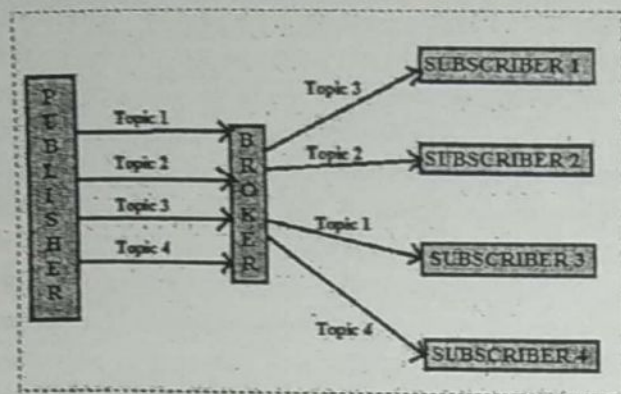 PUBLISHER
Topic 1
Topic 2
Topic 3
Topic 4
BROKER
Topic 3
Topic 2
Topic 1
Topic 4
SUBSCRIBER 1
SUBSCRIBER 2
SUBSCRIBER 3
SUBSCRIBER 4